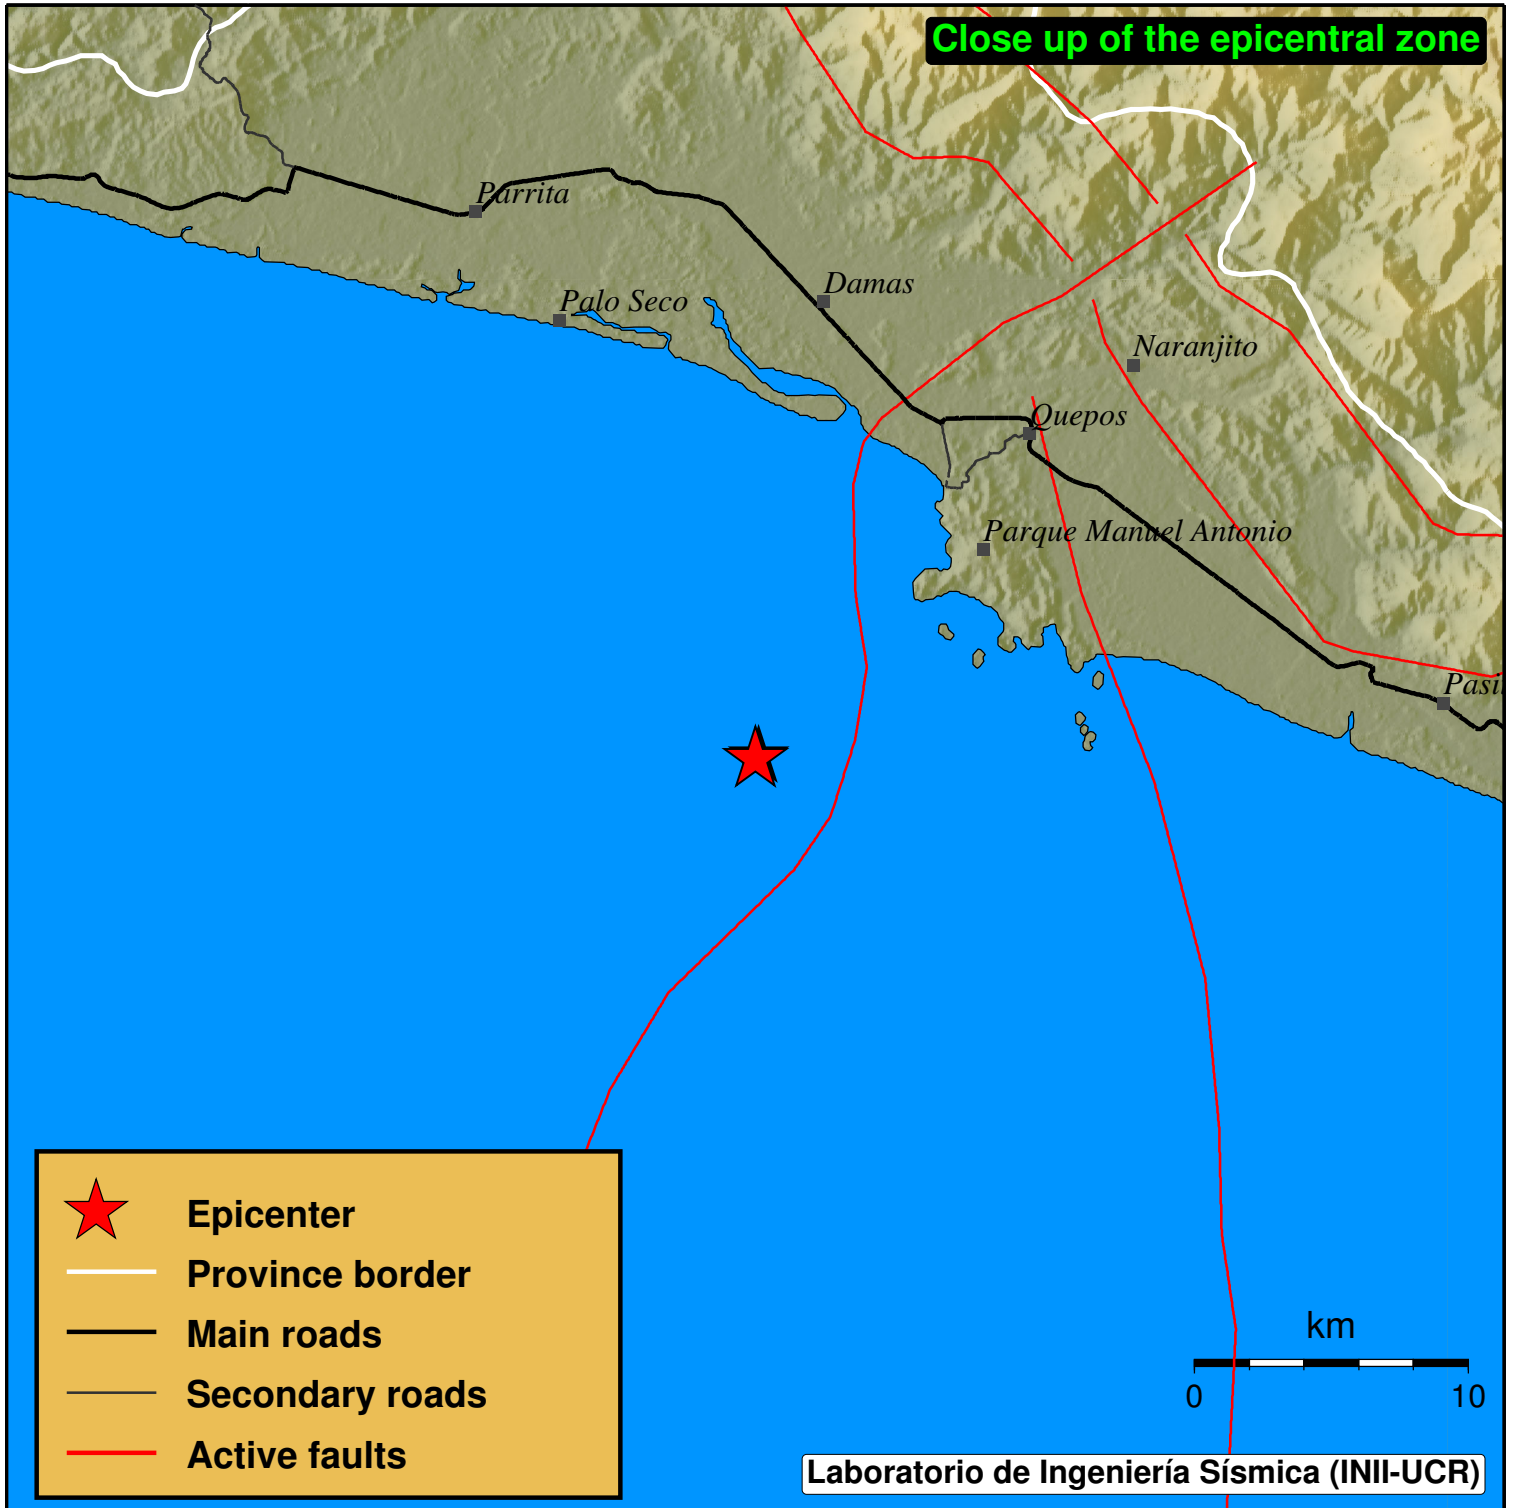 Close up of the epicentral zone
Parrita
Damas
Palo Seco
Naranjito
Quepos
Parque Manuel Antonio
Pasi
Epicenter
Province border
Main roads
Secondary roads
Active faults
km
0 10
Laboratorio de Ingeniería Sísmica (INII-UCR)